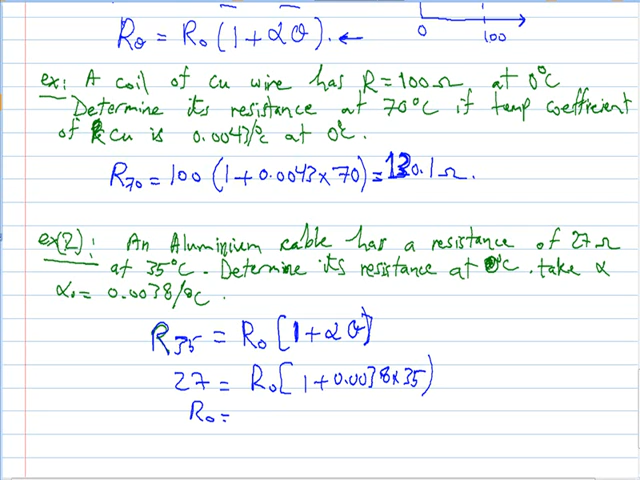 0 100
Rθ = R₀ (1 + αθ). ←
ex: A coil of cu wire has R = 100 Ω at 0°C
Determine its resistance at 70°C if temp coefficient
of Cu is 0.0043/°C at 0°C.
R₇₀ = 100 (1 + 0.0043 × 70) = 130.1 Ω.
ex(2): An Aluminium cable has a resistance of 27 Ω
at 35°C. Determine its resistance at 0°C. take α
α₀ = 0.0038/°C.
R₃₅ = R₀ [1 + αθ]
27 = R₀ [1 + 0.0038 × 35)
R₀ =